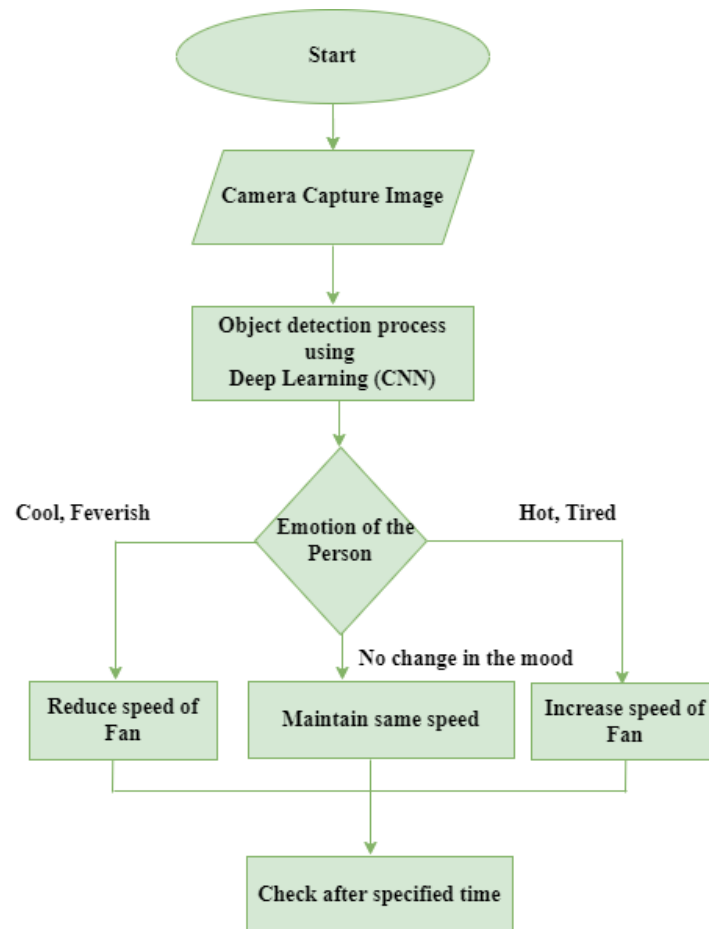 Start
Camera Capture Image
Object detection process
using
Deep Learning (CNN)
Cool, Feverish
Hot, Tired
Emotion of the
Person
No change in the mood
Reduce speed of
Fan
Maintain same speed
Increase speed of
Fan
Check after specified time